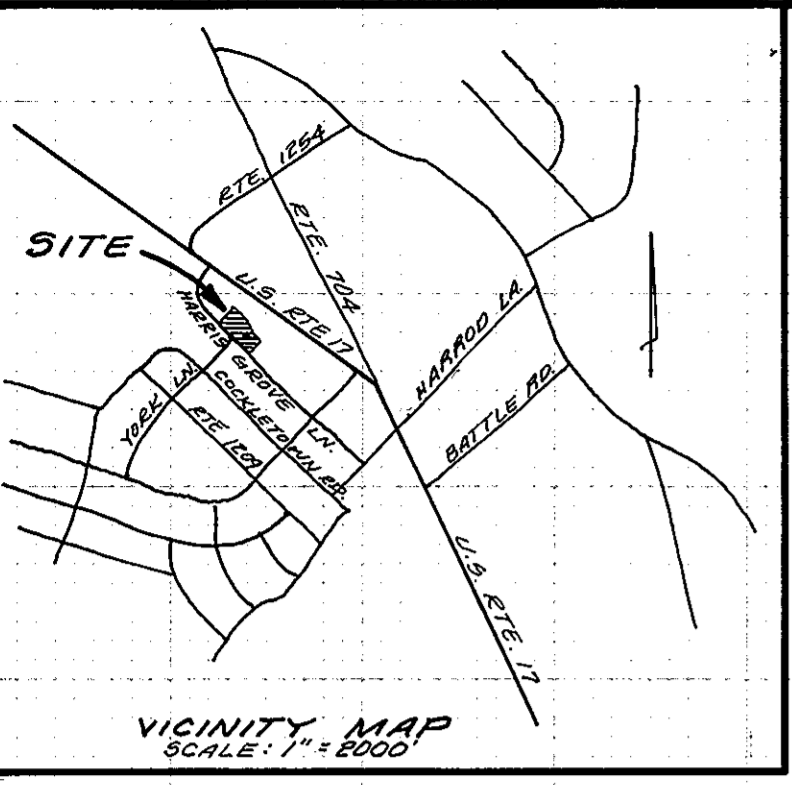 RTE. 1254
RTE. 704
SITE
U.S. RTE 17
HARRIS GROVE LN.
HARROD LA.
YORK LN.
COCKLETOWN RD.
RTE 1209
BATTLE RD.
U.S. RTE. 17
VICINITY MAP
SCALE: 1" = 2000'